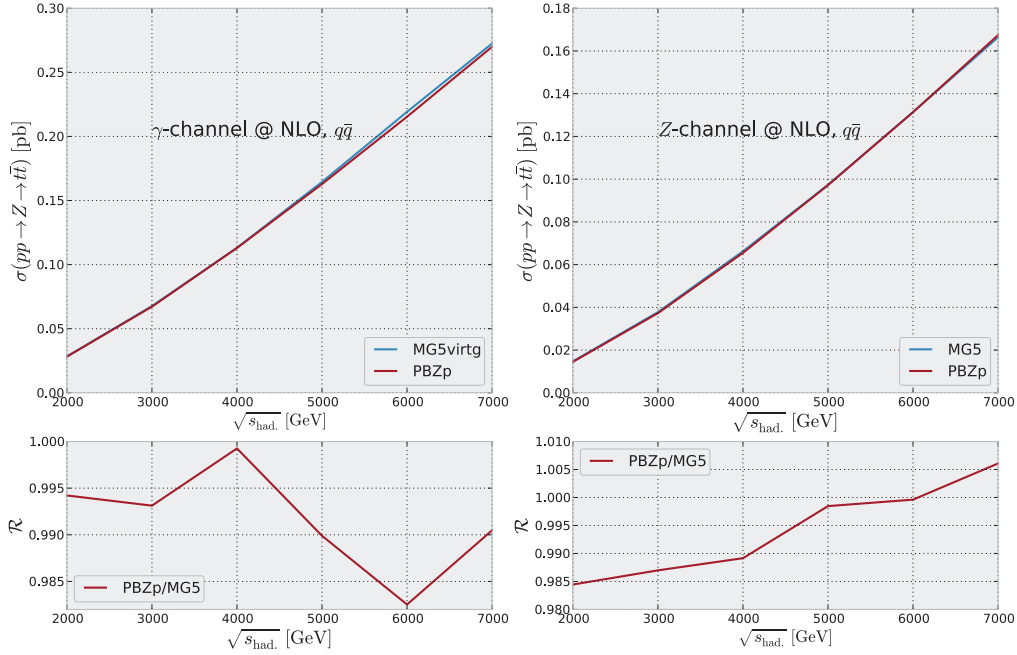 0.30
0.25
0.20
0.15
0.10
0.05
0.00
σ(pp → Z → tt̄) [pb]
γ-channel @ NLO, qq̄
MG5virtg
PBZp
2000 3000 4000 5000 6000 7000
√s_had. [GeV]
0.18
0.16
0.14
0.12
0.10
0.08
0.06
0.04
0.02
0.00
σ(pp → Z → tt̄) [pb]
Z-channel @ NLO, qq̄
MG5
PBZp
2000 3000 4000 5000 6000 7000
√s_had. [GeV]
1.000
0.995
0.990
0.985
ℛ
PBZp/MG5
2000 3000 4000 5000 6000 7000
√s_had. [GeV]
1.010
1.005
1.000
0.995
0.990
0.985
0.980
ℛ
PBZp/MG5
2000 3000 4000 5000 6000 7000
√s_had. [GeV]